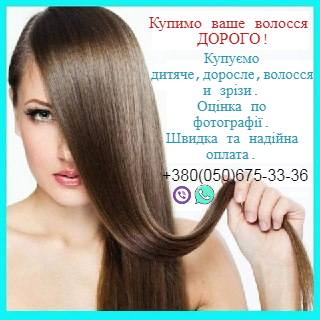 Купимо ваше волосся
ДОРОГО!
Купуємо
дитяче,доросле,волосся
и зрізи.
Оцінка по
фотографії.
Швидка та надійна
оплата.
+380(050)675-33-36